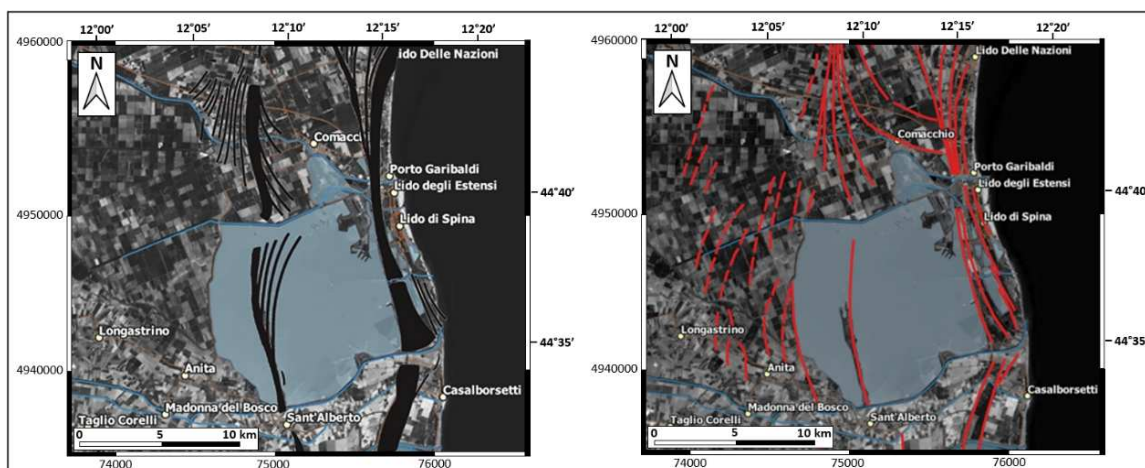 12°00′ 12°05′ 12°10′ 12°15′ 12°20′
4960000
ido Delle Nazioni
N
Comacci
Porto Garibaldi
Lido degli Estensi
44°40′
4950000
Lido di Spina
Longastrino
44°35′
4940000
Anita
Madonna del Bosco
Casalborsetti
Taglio Corelli
Sant'Alberto
0 5 10 km
74000 75000 76000
12°00′ 12°05′ 12°10′ 12°15′ 12°20′
4960000
Lido Delle Nazioni
N
Comacchio
Porto Garibaldi
Lido degli Estensi
44°40′
4950000
Lido di Spina
Longastrino
44°35′
4940000
Anita
Madonna del Bosco
Casalborsetti
Taglio Corelli
Sant'Alberto
0 5 10 km
74000 75000 76000